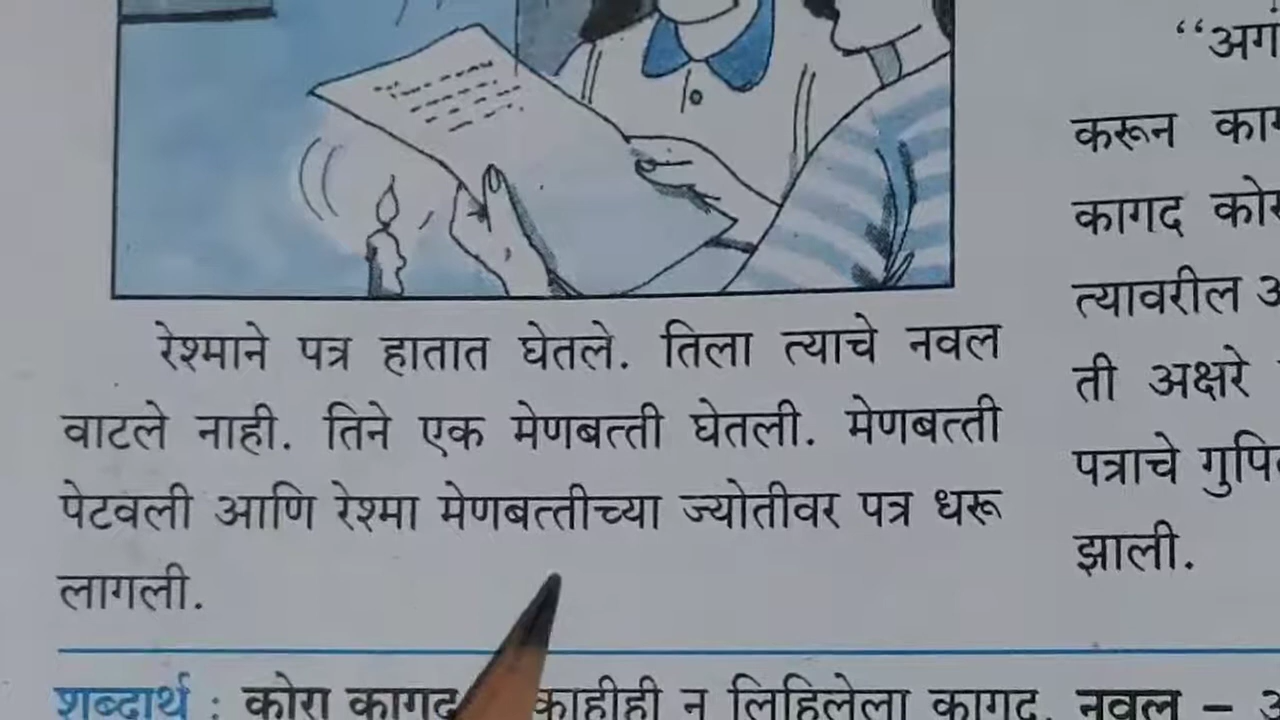 रेश्माने पत्र हातात घेतले. तिला त्याचे नवल
वाटले नाही. तिने एक मेणबत्ती घेतली. मेणबत्ती
पेटवली आणि रेश्मा मेणबत्तीच्या ज्योतीवर पत्र धरू
लागली.
“अगं
करून
कागद
त्यावरील
ती अक्षरे
पत्राचे
झाली.
शब्दार्थ : कोरा कागद काहीही न लिहिलेला कागद. नवल –